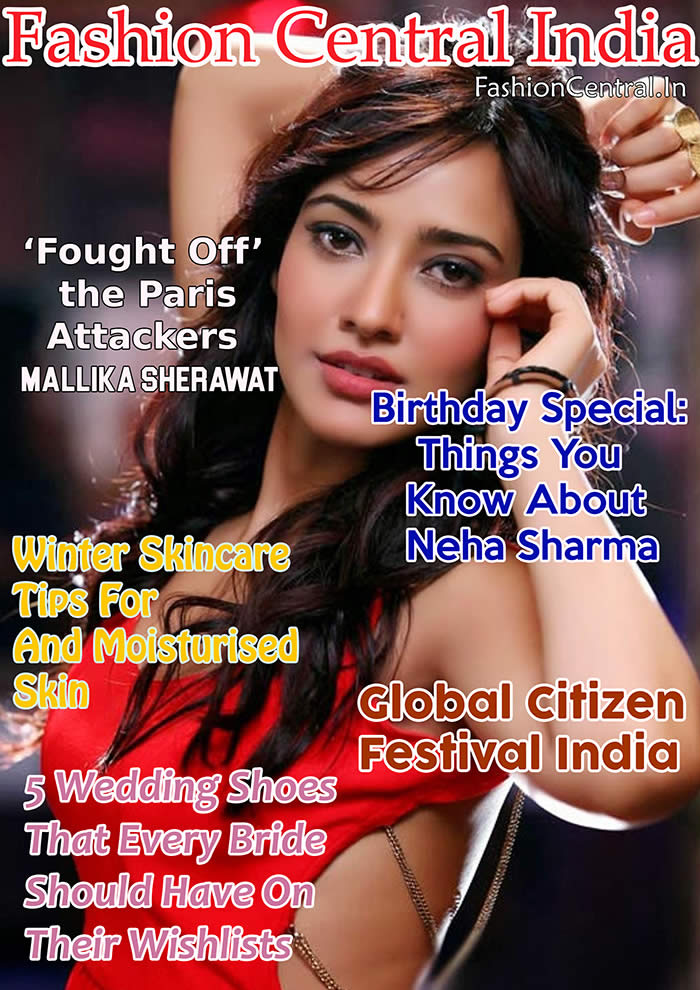 Fashion Central India
FashionCentral.In
‘Fought Off’
the Paris
Attackers
MALLIKA SHERAWAT
Birthday Special:
Things You
Know About
Neha Sharma
Winter Skincare
Tips For
And Moisturised
Skin
Global Citizen
Festival India
5 Wedding Shoes
That Every Bride
Should Have On
Their Wishlists